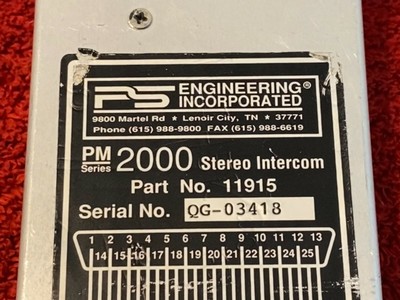 PS ENGINEERING
INCORPORATED
9800 Martel Rd • Lenoir City, TN • 37771
Phone (615) 988-9800 FAX (615) 988-6619
PM Series 2000 Stereo Intercom
Part No. 11915
Serial No. QG-03418
1 2 3 4 5 6 7 8 9 10 11 12 13
14 15 16 17 18 19 20 21 22 23 24 25